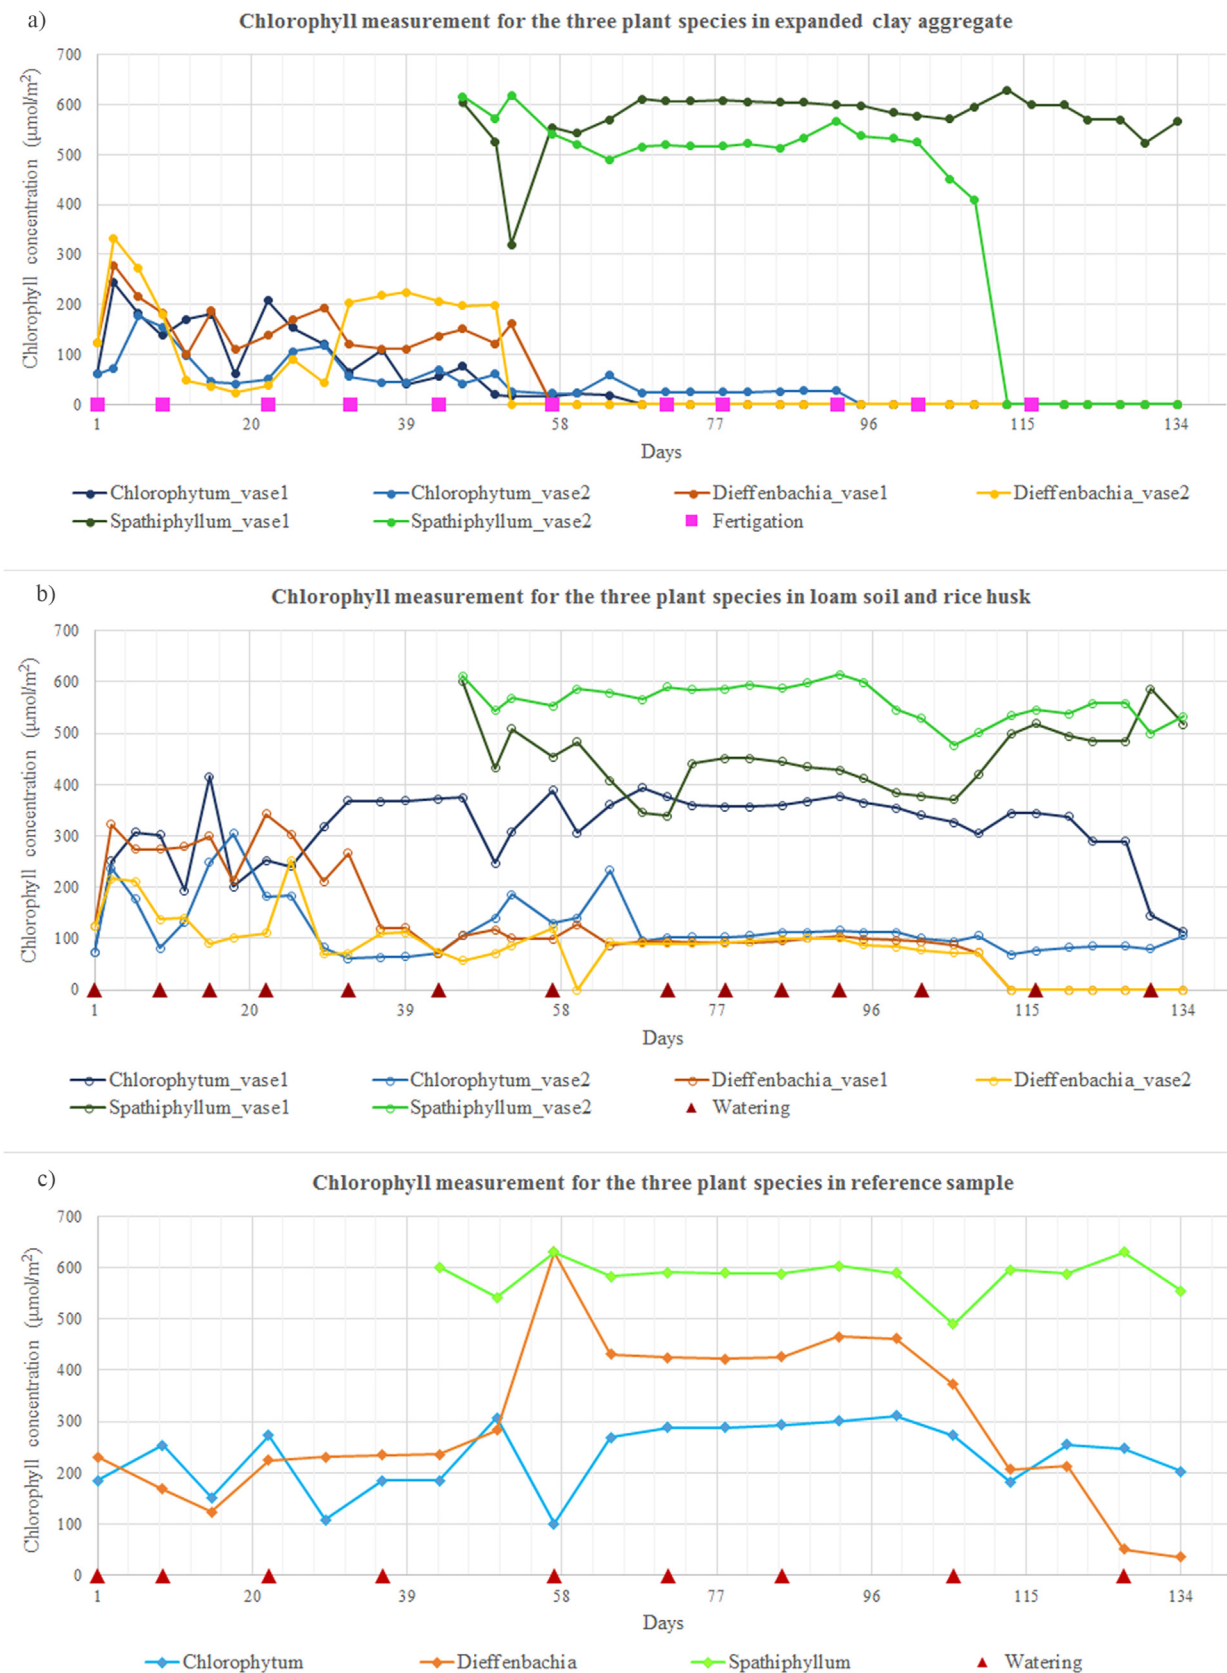 a)
Chlorophyll measurement for the three plant species in expanded clay aggregate
Chlorophyll concentration (µmol/m²)
700
600
500
400
300
200
100
0
1 20 39 58 77 96 115 134
Days
Chlorophytum_vase1 Chlorophytum_vase2 Dieffenbachia_vase1 Dieffenbachia_vase2
Spathiphyllum_vase1 Spathiphyllum_vase2 Fertigation
b)
Chlorophyll measurement for the three plant species in loam soil and rice husk
Chlorophyll concentration (µmol/m²)
700
600
500
400
300
200
100
0
1 20 39 58 77 96 115 134
Days
Chlorophytum_vase1 Chlorophytum_vase2 Dieffenbachia_vase1 Dieffenbachia_vase2
Spathiphyllum_vase1 Spathiphyllum_vase2 Watering
c)
Chlorophyll measurement for the three plant species in reference sample
Chlorophyll concentration (µmol/m²)
700
600
500
400
300
200
100
0
1 20 39 58 77 96 115 134
Days
Chlorophytum Dieffenbachia Spathiphyllum Watering